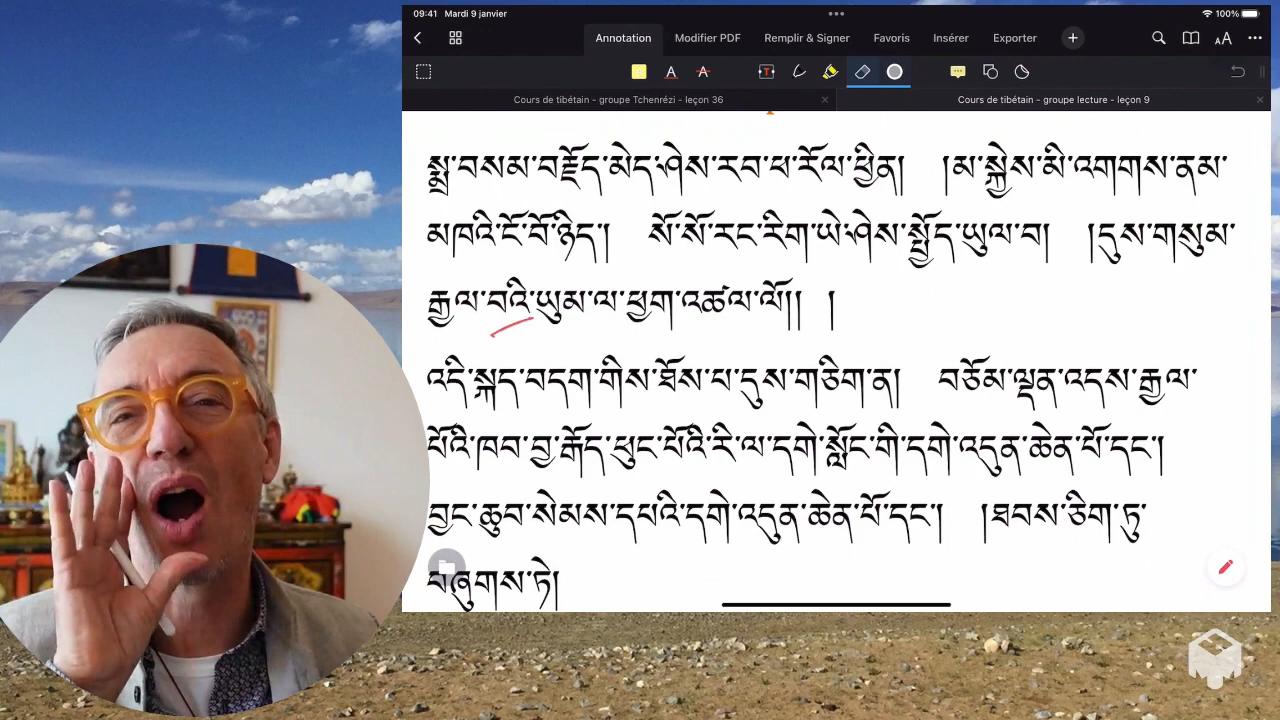 09:41 Mardi 9 janvier
100%
Annotation Modifier PDF Remplir & Signer Favoris Insérer Exporter
Cours de tibétain - groupe Tchenrézi - leçon 36
Cours de tibétain - groupe lecture - leçon 9
སྨྲ་བསམ་བརྗོད་མེད་ཤེས་རབ་ཕ་རོལ་ཕྱིན། །མ་སྐྱེས་མི་འགགས་ནམ་
མཁའི་ངོ་བོ་ཉིད། སོ་སོ་རང་རིག་ཡེ་ཤེས་སྤྱོད་ཡུལ་བ། །དུས་གསུམ་
རྒྱལ་བའི་ཡུམ་ལ་ཕྱག་འཚལ་ལོ།། །
འདི་སྐད་བདག་གིས་ཐོས་པ་དུས་གཅིག་ན། བཅོམ་ལྡན་འདས་རྒྱལ་
པོའི་ཁབ་བྱ་རྒོད་ཕུང་པོའི་རི་ལ་དགེ་སློང་གི་དགེ་འདུན་ཆེན་པོ་དང་།
བྱང་ཆུབ་སེམས་དཔའི་དགེ་འདུན་ཆེན་པོ་དང་། །ཐབས་ཅིག་ཏུ་
བཞུགས་ཏེ།